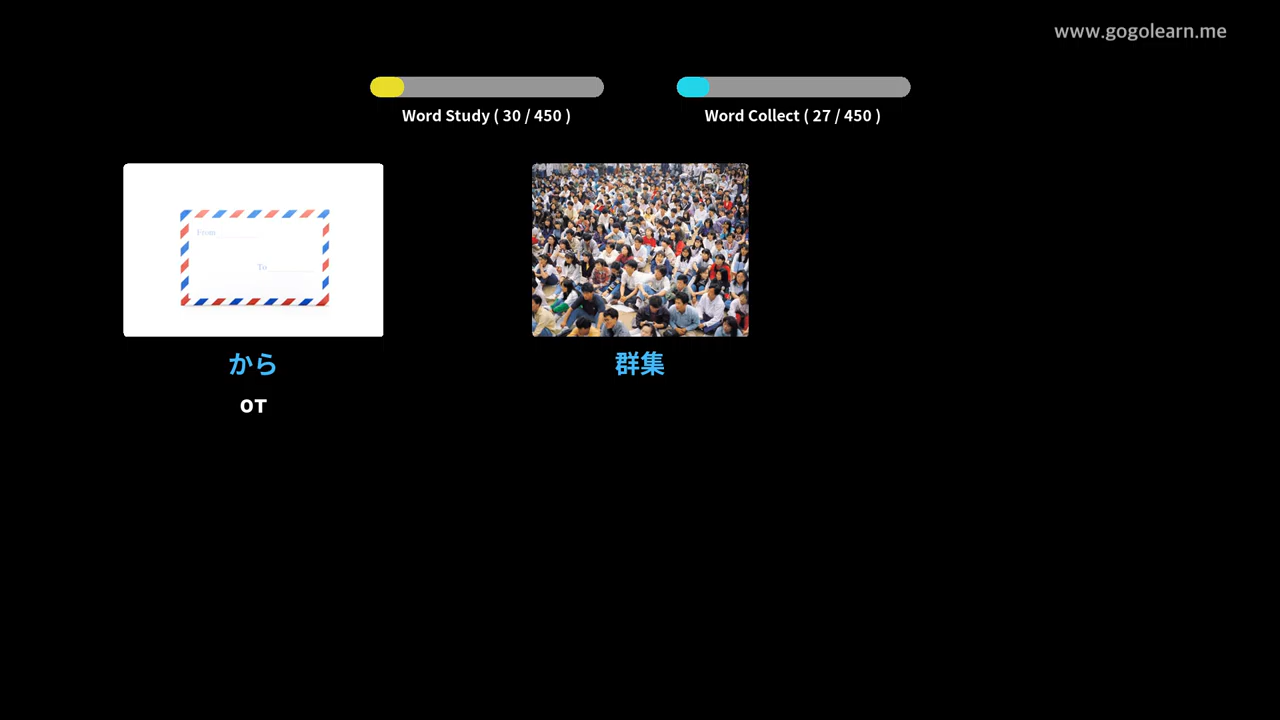 www.gogolearn.me
Word Study ( 30 / 450 )
Word Collect ( 27 / 450 )
From
To
から
群集
от